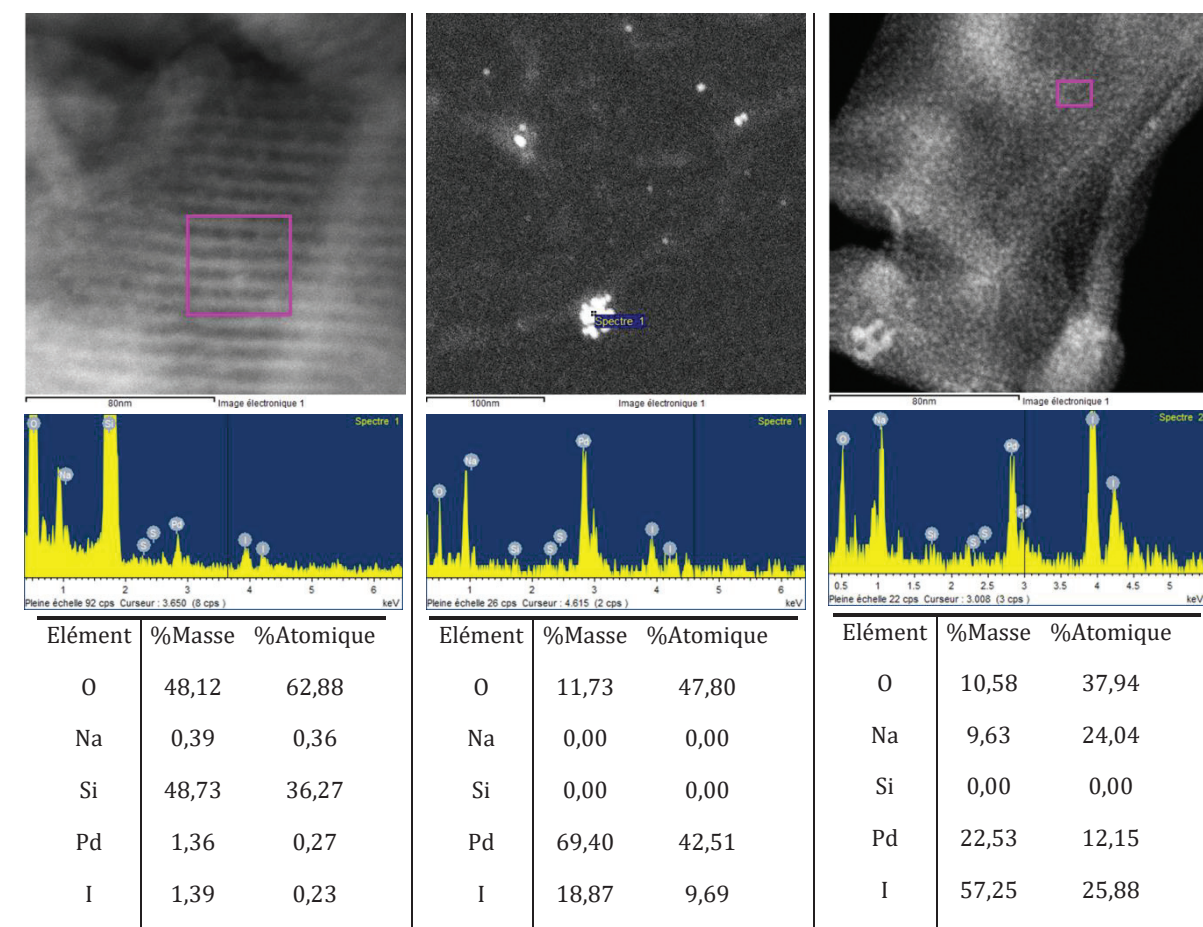 80nm Image électronique 1
O Si Spectre 1
Na
S S Pd I I
1 2 3 4 5 6
Pleine échelle 92 cps Curseur : 3.650 (8 cps) keV
Elément %Masse %Atomique
O 48,12 62,88
Na 0,39 0,36
Si 48,73 36,27
Pd 1,36 0,27
I 1,39 0,23
Spectre 1
100nm Image électronique 1
Spectre 1
Pd
Na
O
Si S S I I
1 2 3 4 5 6
Pleine échelle 26 cps Curseur : 4.615 (2 cps) keV
Elément %Masse %Atomique
O 11,73 47,80
Na 0,00 0,00
Si 0,00 0,00
Pd 69,40 42,51
I 18,87 9,69
80nm Image électronique 1
Na I Spectre 2
O Pd
I
Pd
Si S S
0.5 1 1.5 2 2.5 3 3.5 4 4.5 5
Pleine échelle 22 cps Curseur : 3.008 (3 cps) keV
Elément %Masse %Atomique
O 10,58 37,94
Na 9,63 24,04
Si 0,00 0,00
Pd 22,53 12,15
I 57,25 25,88